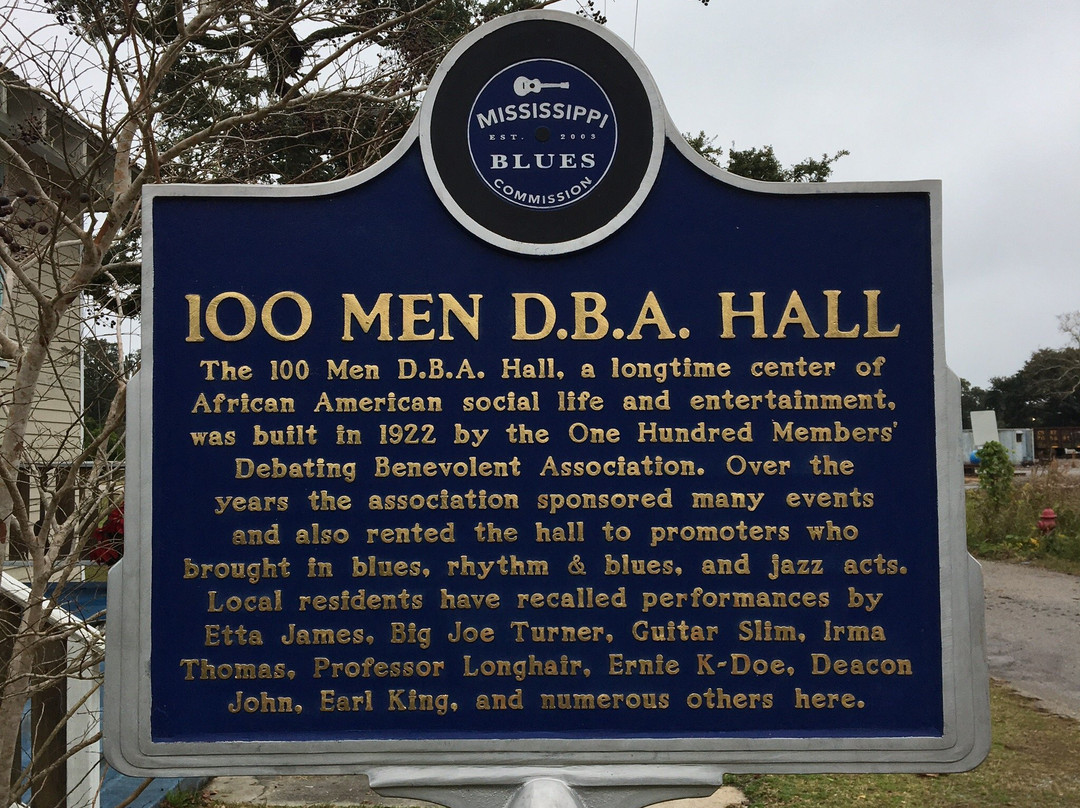 MISSISSIPPI
EST. 2003
BLUES
COMMISSION
100 MEN D.B.A. HALL
The 100 Men D.B.A. Hall, a longtime center of
African American social life and entertainment,
was built in 1922 by the One Hundred Members'
Debating Benevolent Association. Over the
years the association sponsored many events
and also rented the hall to promoters who
brought in blues, rhythm & blues, and jazz acts.
Local residents have recalled performances by
Etta James, Big Joe Turner, Guitar Slim, Irma
Thomas, Professor Longhair, Ernie K-Doe, Deacon
John, Earl King, and numerous others here.